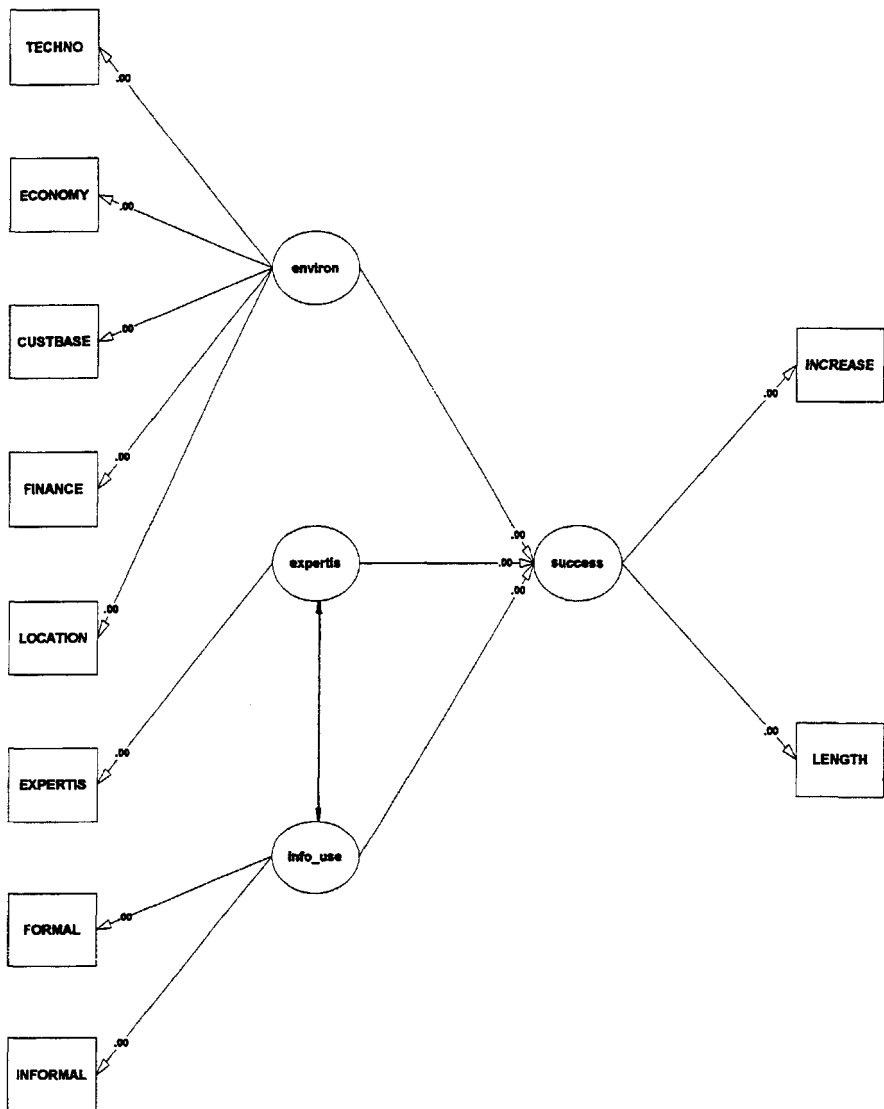 TECHNO
.00
ECONOMY
.00
environ
CUSTBASE
.00
INCREASE
.00
FINANCE
.00
expertis
.00
.00
success
.00
LOCATION
.00
EXPERTIS
.00
.00
LENGTH
info_use
FORMAL
.00
INFORMAL
.00